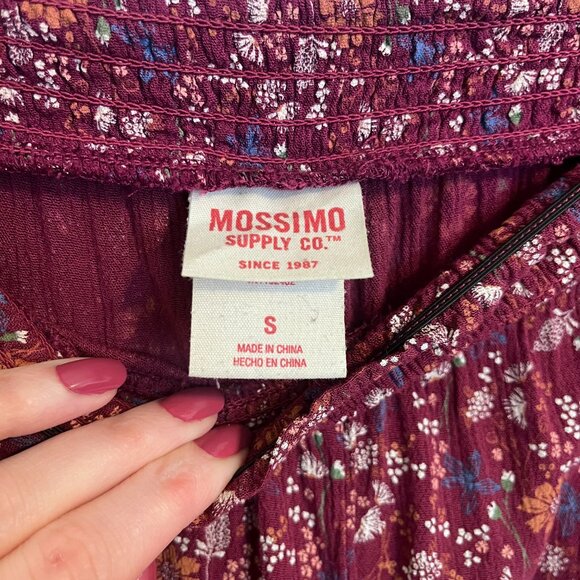 MOSSIMO
SUPPLY CO.™
SINCE 1987
S
MADE IN CHINA
HECHO EN CHINA